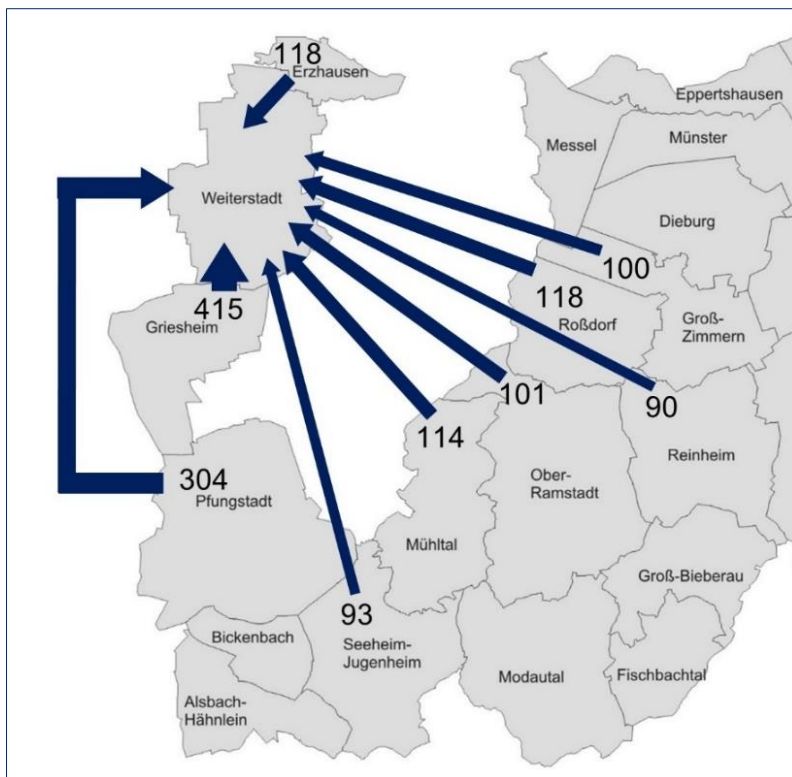 118
Erzhausen
Eppertshausen
Messel
Münster
Weiterstadt
Dieburg
100
415
118
Griesheim
Roßdorf
Groß-
Zimmern
101
90
114
304
Pfungstadt
Ober-
Ramstadt
Reinheim
Mühltal
Groß-Bieberau
93
Bickenbach
Seeheim-
Jugenheim
Modautal
Fischbachtal
Alsbach-
Hähnlein